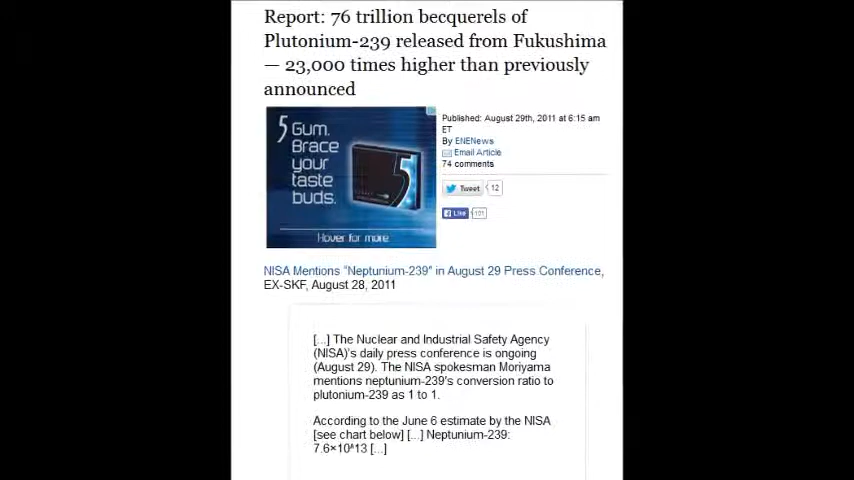 Report: 76 trillion becquerels of
Plutonium-239 released from Fukushima
— 23,000 times higher than previously
announced
5 Gum.
Brace
your
taste
buds.
5
Hover for more
Published: August 29th, 2011 at 6:15 am
ET
By ENENews
Email Article
74 comments
Tweet 12
Like 101
NISA Mentions "Neptunium-239" in August 29 Press Conference,
EX-SKF, August 28, 2011
[...] The Nuclear and Industrial Safety Agency
(NISA)'s daily press conference is ongoing
(August 29). The NISA spokesman Moriyama
mentions neptunium-239's conversion ratio to
plutonium-239 as 1 to 1.
According to the June 6 estimate by the NISA
[see chart below] [...] Neptunium-239:
7.6×10^13 [...]